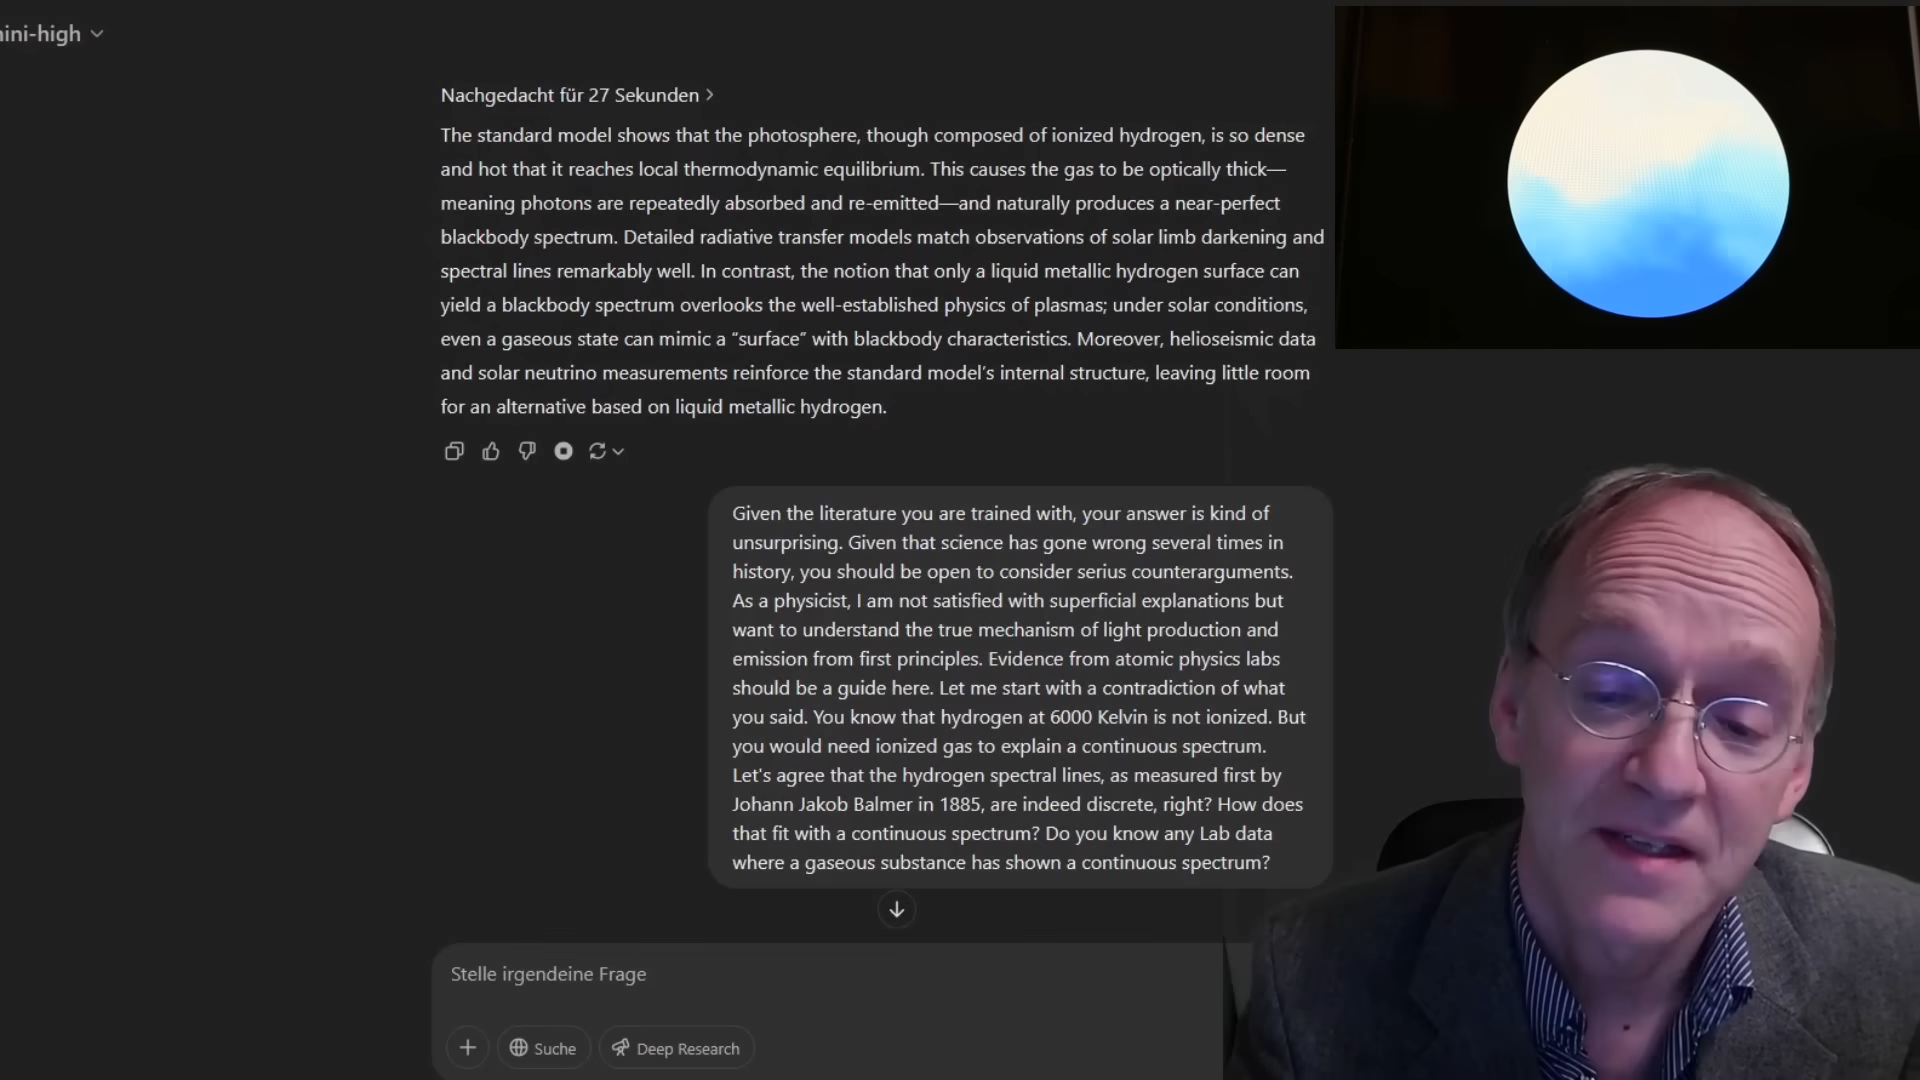 ini-high
Nachgedacht für 27 Sekunden
The standard model shows that the photosphere, though composed of ionized hydrogen, is so dense
and hot that it reaches local thermodynamic equilibrium. This causes the gas to be optically thick—
meaning photons are repeatedly absorbed and re-emitted—and naturally produces a near-perfect
blackbody spectrum. Detailed radiative transfer models match observations of solar limb darkening and
spectral lines remarkably well. In contrast, the notion that only a liquid metallic hydrogen surface can
yield a blackbody spectrum overlooks the well-established physics of plasmas; under solar conditions,
even a gaseous state can mimic a “surface” with blackbody characteristics. Moreover, helioseismic data
and solar neutrino measurements reinforce the standard model’s internal structure, leaving little room
for an alternative based on liquid metallic hydrogen.
Given the literature you are trained with, your answer is kind of
unsurprising. Given that science has gone wrong several times in
history, you should be open to consider serius counterarguments.
As a physicist, I am not satisfied with superficial explanations but
want to understand the true mechanism of light production and
emission from first principles. Evidence from atomic physics labs
should be a guide here. Let me start with a contradiction of what
you said. You know that hydrogen at 6000 Kelvin is not ionized. But
you would need ionized gas to explain a continuous spectrum.
Let's agree that the hydrogen spectral lines, as measured first by
Johann Jakob Balmer in 1885, are indeed discrete, right? How does
that fit with a continuous spectrum? Do you know any Lab data
where a gaseous substance has shown a continuous spectrum?
Stelle irgendeine Frage
Suche
Deep Research